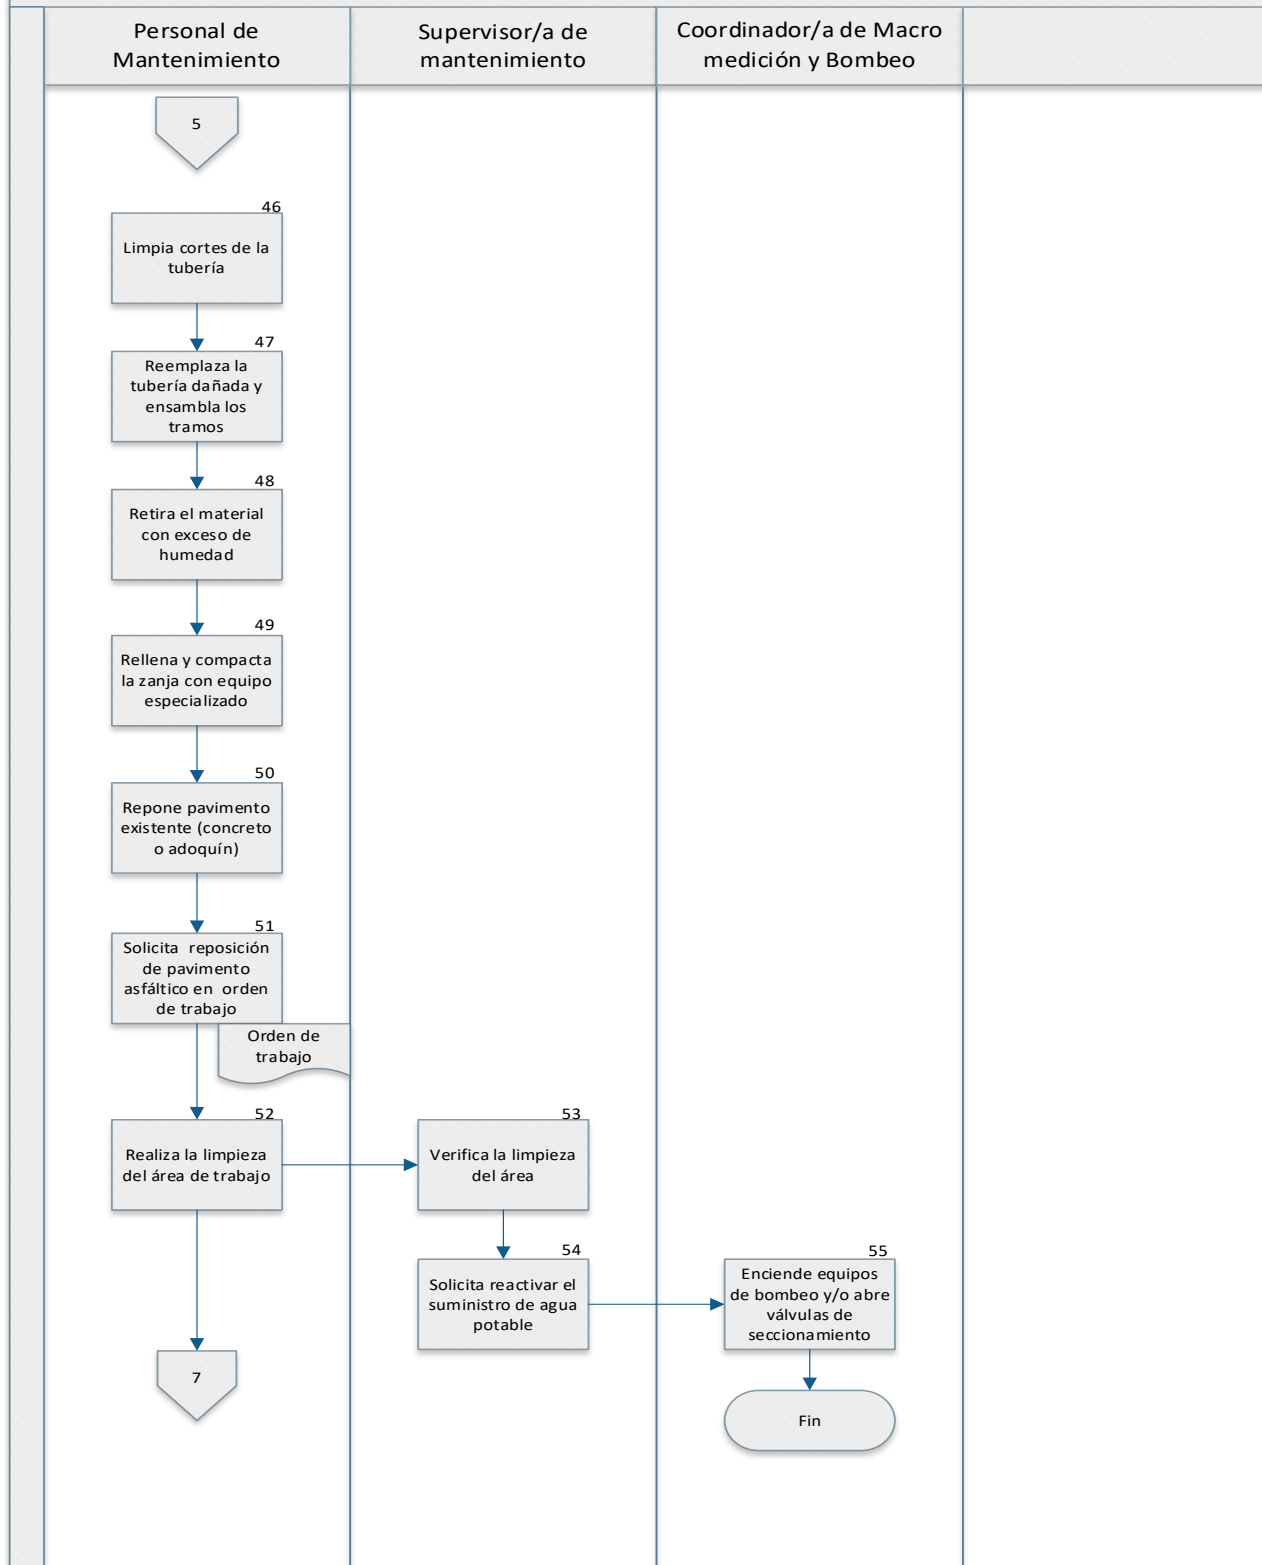 Personal de
Mantenimiento
Supervisor/a de
mantenimiento
Coordinador/a de Macro
medición y Bombeo
5
46
Limpia cortes de la
tubería
47
Reemplaza la
tubería dañada y
ensambla los
tramos
48
Retira el material
con exceso de
humedad
49
Rellena y compacta
la zanja con equipo
especializado
50
Repone pavimento
existente (concreto
o adoquín)
51
Solicita reposición
de pavimento
asfáltico en orden
de trabajo
Orden de
trabajo
52
Realiza la limpieza
del área de trabajo
53
Verifica la limpieza
del área
54
Solicita reactivar el
suministro de agua
potable
55
Enciende equipos
de bombeo y/o abre
válvulas de
seccionamiento
7
Fin